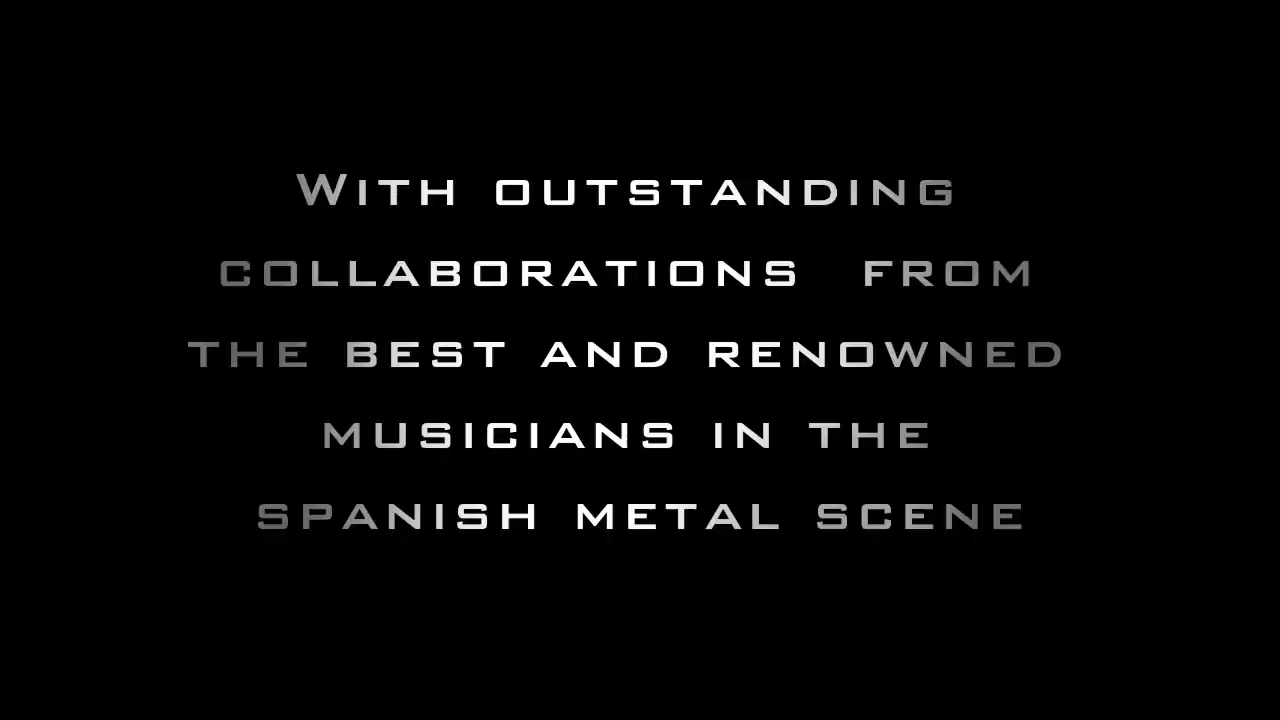 With outstanding
collaborations from
the best and renowned
musicians in the
spanish metal scene